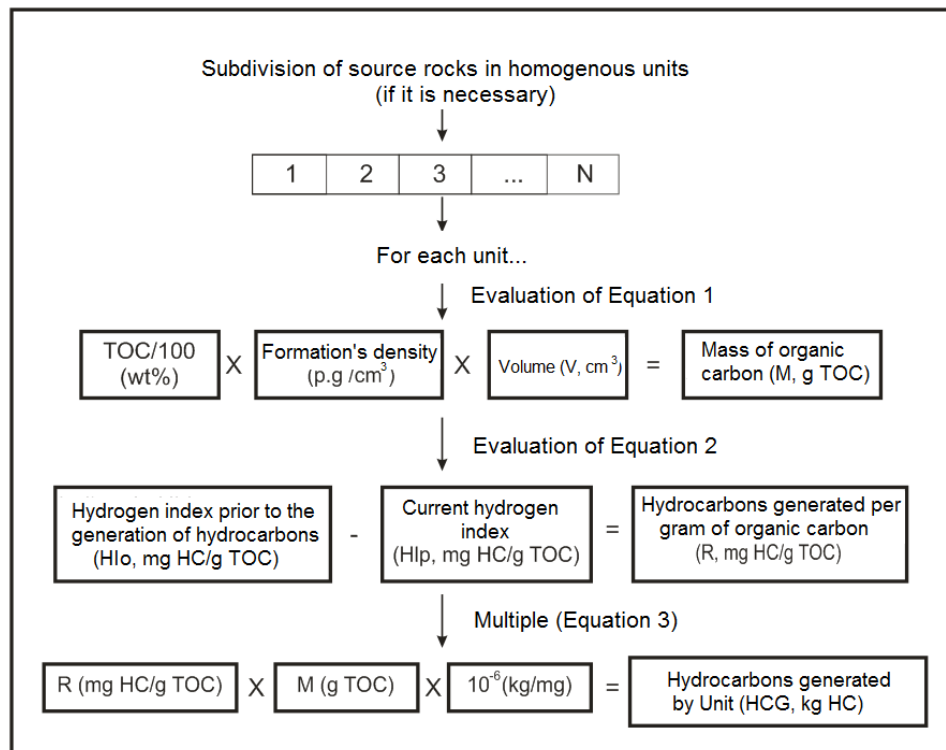 Subdivision of source rocks in homogenous units
(if it is necessary)
1 2 3 ... N
For each unit...
Evaluation of Equation 1
TOC/100
(wt%)
X
Formation's density
(p.g /cm³)
X
Volume (V, cm³)
=
Mass of organic
carbon (M, g TOC)
Evaluation of Equation 2
Hydrogen index prior to the
generation of hydrocarbons
(HIo, mg HC/g TOC)
-
Current hydrogen
index
(HIp, mg HC/g TOC)
=
Hydrocarbons generated per
gram of organic carbon
(R, mg HC/g TOC)
Multiple (Equation 3)
R (mg HC/g TOC)
X
M (g TOC)
X
10⁻⁶(kg/mg)
=
Hydrocarbons generated
by Unit (HCG, kg HC)